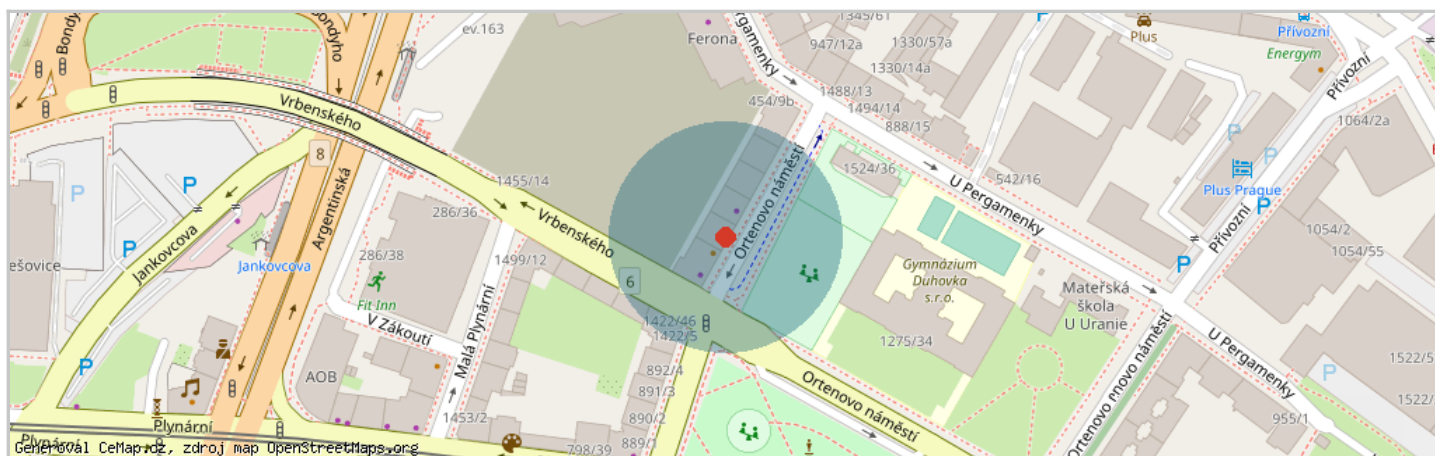 Bondyho
Bondyho
ev.163
Ferona
U Pergamenky
1345/61
947/12a
1330/57a
1330/14a
Plus
Přívozní
Energym
Přívozní
Vrbenského
454/9b
1488/13
1494/14
888/15
1064/2a
8
1455/14
Ortenovo náměstí
1524/36
542/16
U Pergamenky
Plus Prague
286/36
Vrbenského
Argentinská
Přívozní
1054/2
1054/55
Jankovcova
286/38
1499/12
Gymnázium
Duhovka
s.r.o.
ešovice
Jankovcova
6
Mateřská
škola
U Uranie
Fit Inn
V Zákoutí
Malá Plynární
1422/46
1422/5
1275/34
U Pergamenky
Ortenovo náměstí
1522/5
892/4
AOB
891/3
Ortenovo náměstí
1522/
1453/2
890/2
955/1
Plynární
Plynární
889/1
798/39
Generoval CeMap.cz, zdroj map OpenStreetMaps.org